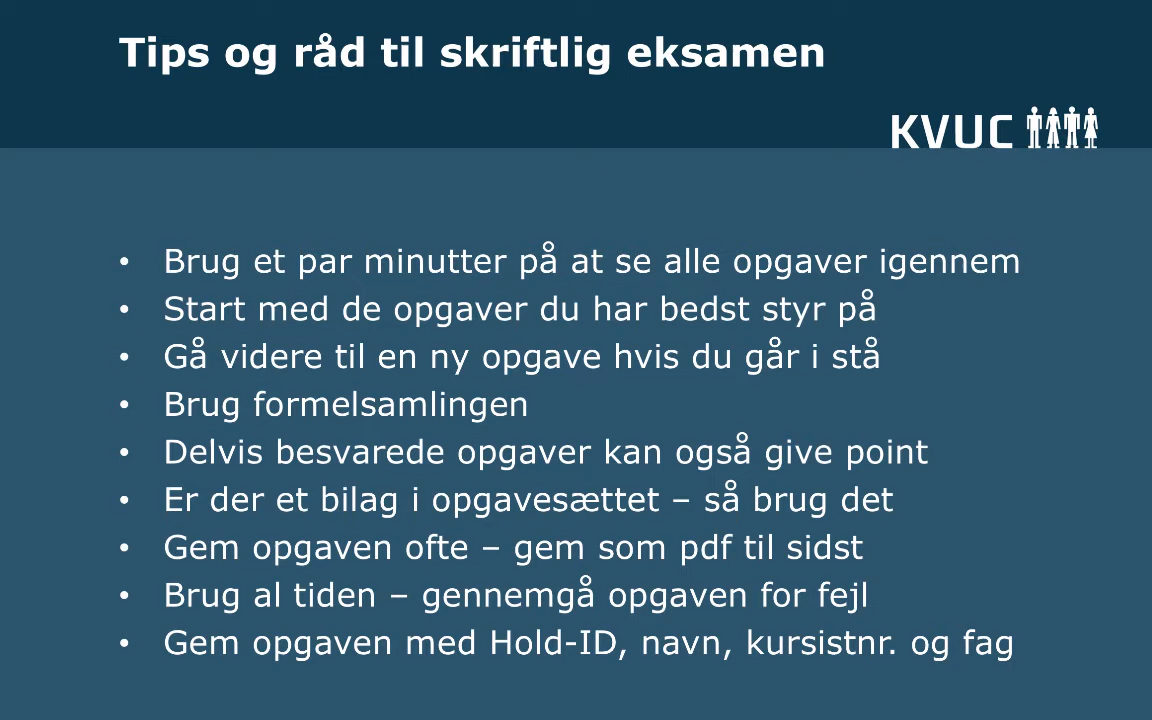 Tips og råd til skriftlig eksamen
KVUC
• Brug et par minutter på at se alle opgaver igennem
• Start med de opgaver du har bedst styr på
• Gå videre til en ny opgave hvis du går i stå
• Brug formelsamlingen
• Delvis besvarede opgaver kan også give point
• Er der et bilag i opgavesættet – så brug det
• Gem opgaven ofte – gem som pdf til sidst
• Brug al tiden – gennemgå opgaven for fejl
• Gem opgaven med Hold-ID, navn, kursistnr. og fag